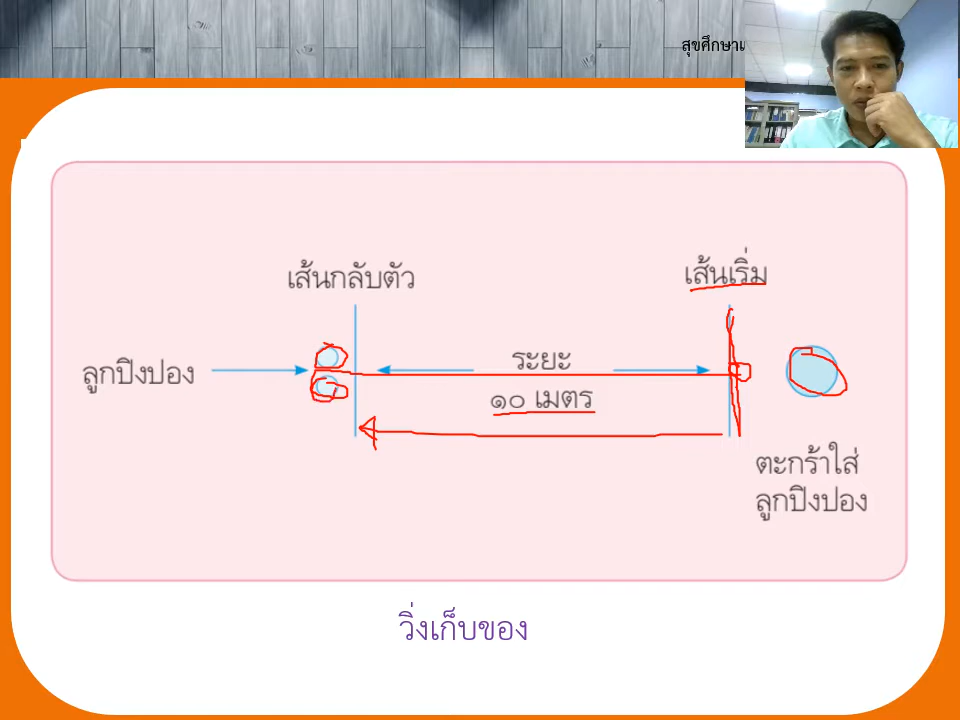 สุขศึกษาแ
เส้นกลับตัว
เส้นเริ่ม
ลูกปิงปอง
ระยะ
๑๐ เมตร
ตะกร้าใส่
ลูกปิงปอง
วิ่งเก็บของ